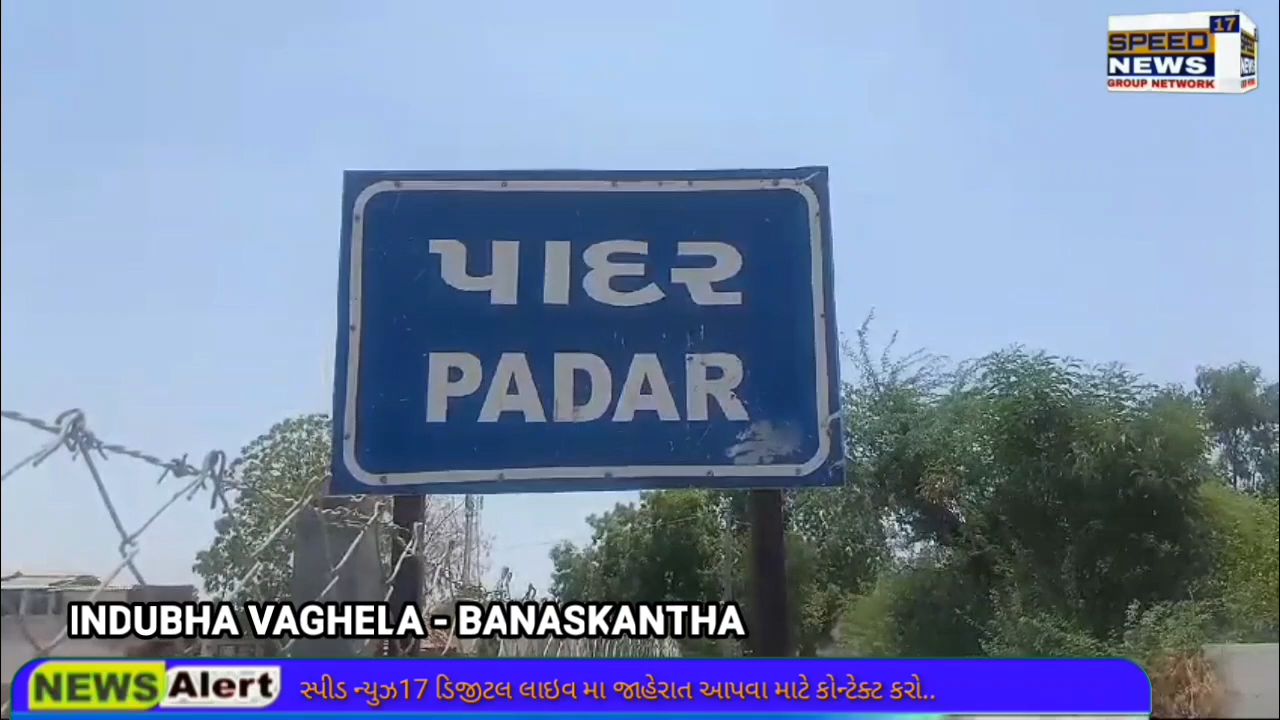 17
SPEED
NEWS
GROUP NETWORK
પાદર
PADAR
INDUBHA VAGHELA - BANASKANTHA
NEWS Alert સ્પીડ ન્યુઝ17 ડિજીટલ લાઇવ મા જાહેરાત આપવા માટે કોન્ટેક્ટ કરો..